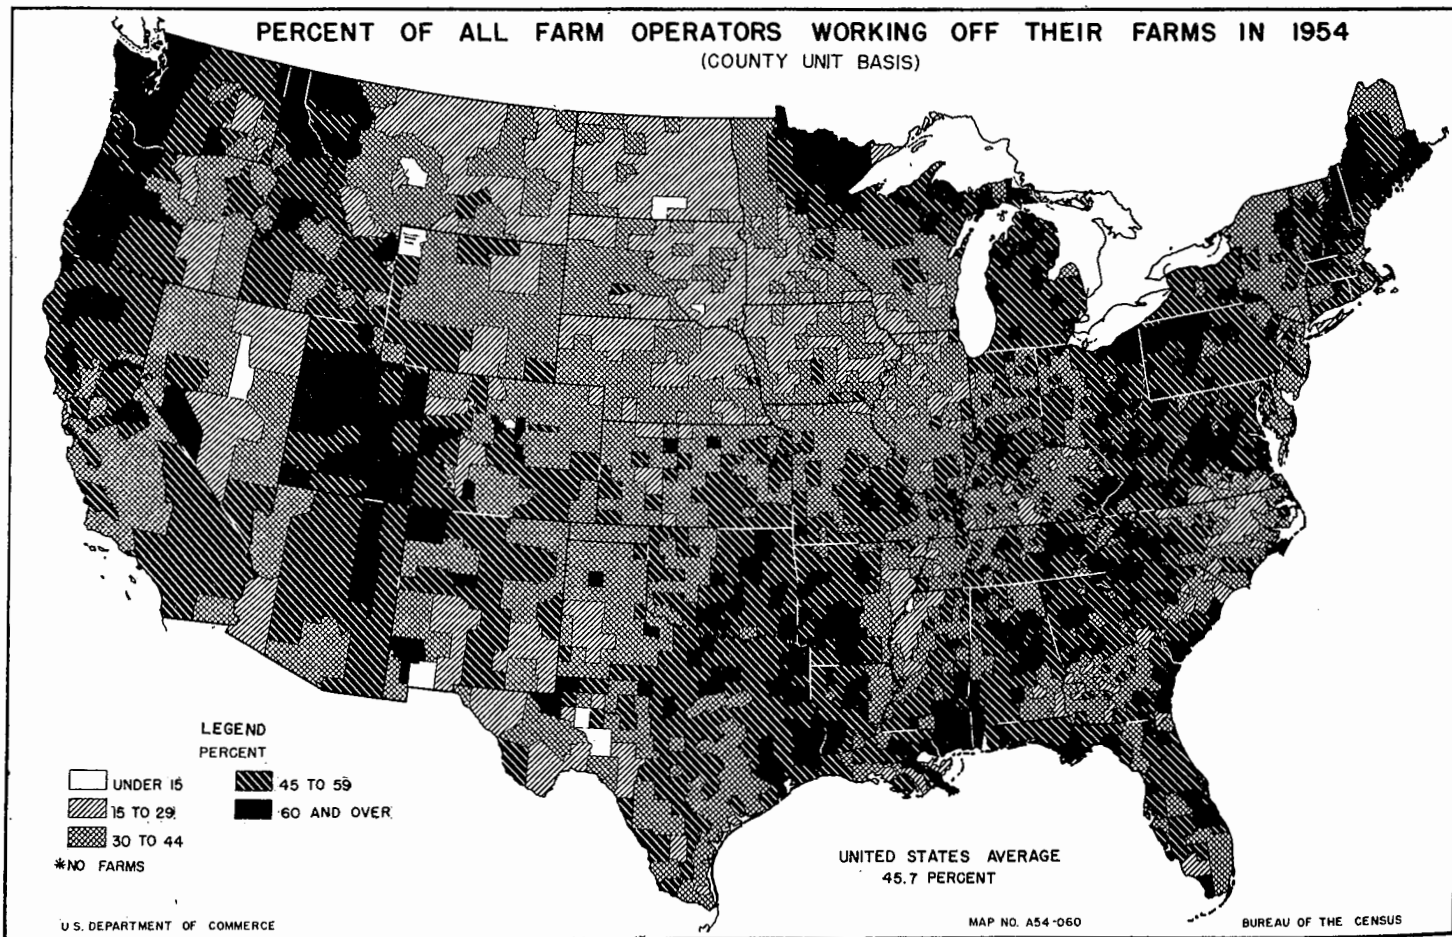 PERCENT OF ALL FARM OPERATORS WORKING OFF THEIR FARMS IN 1954
(COUNTY UNIT BASIS)
LEGEND
PERCENT
UNDER 15
15 TO 29
30 TO 44
*NO FARMS
45 TO 59
60 AND OVER
UNITED STATES AVERAGE
45.7 PERCENT
U.S. DEPARTMENT OF COMMERCE
MAP NO. A54-060
BUREAU OF THE CENSUS